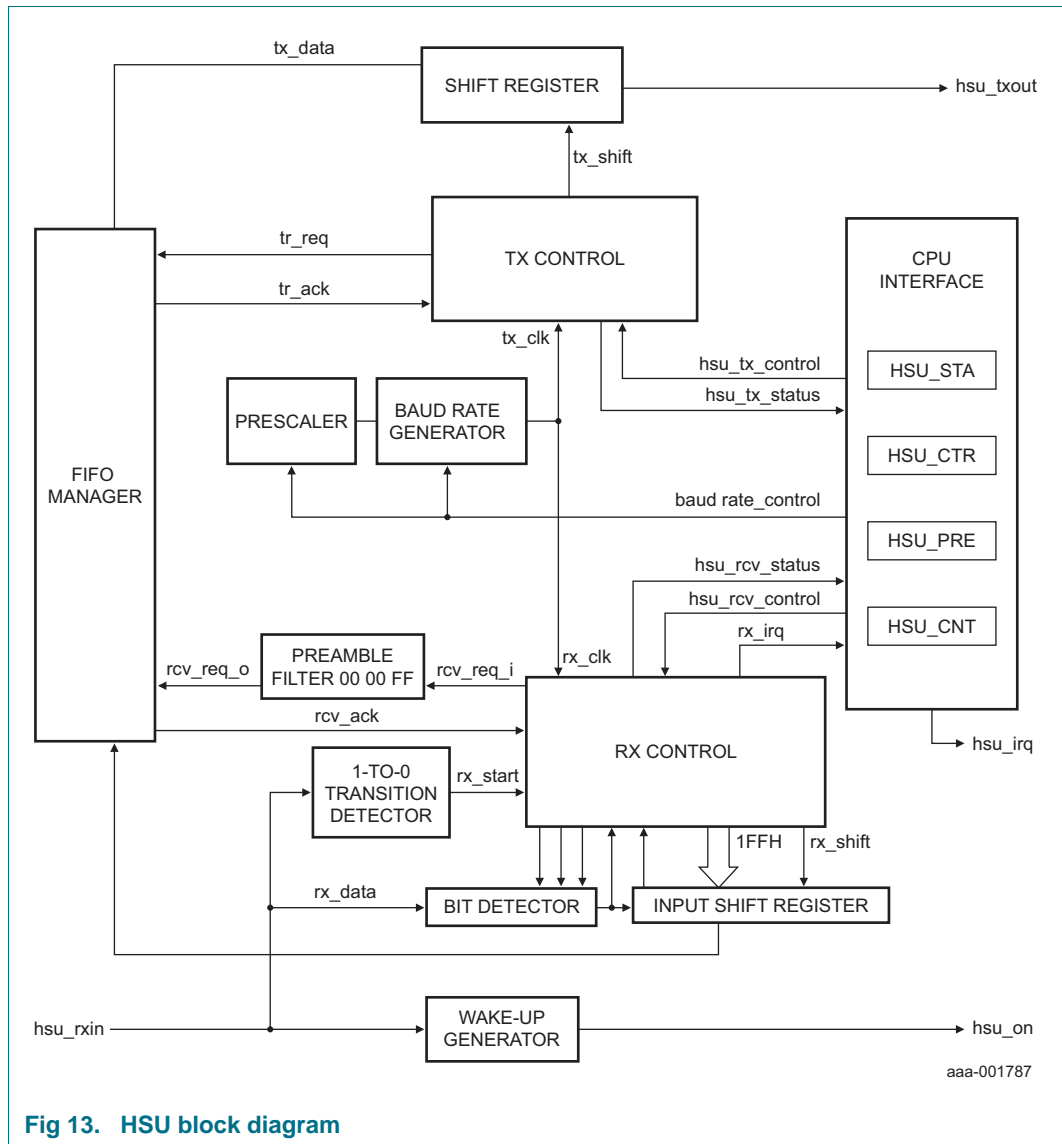 tx_data
SHIFT REGISTER
hsu_txout
tx_shift
TX CONTROL
tr_req
tr_ack
tx_clk
CPU
INTERFACE
hsu_tx_control
HSU_STA
hsu_tx_status
PRESCALER
BAUD RATE
GENERATOR
HSU_CTR
FIFO
MANAGER
baud rate_control
HSU_PRE
hsu_rcv_status
hsu_rcv_control
HSU_CNT
rx_irq
rcv_req_o
PREAMBLE
FILTER 00 00 FF
rcv_req_i
rx_clk
rcv_ack
RX CONTROL
hsu_irq
1-TO-0
TRANSITION
DETECTOR
rx_start
1FFH
rx_shift
rx_data
BIT DETECTOR
INPUT SHIFT REGISTER
hsu_rxin
WAKE-UP
GENERATOR
hsu_on
aaa-001787
Fig 13. HSU block diagram